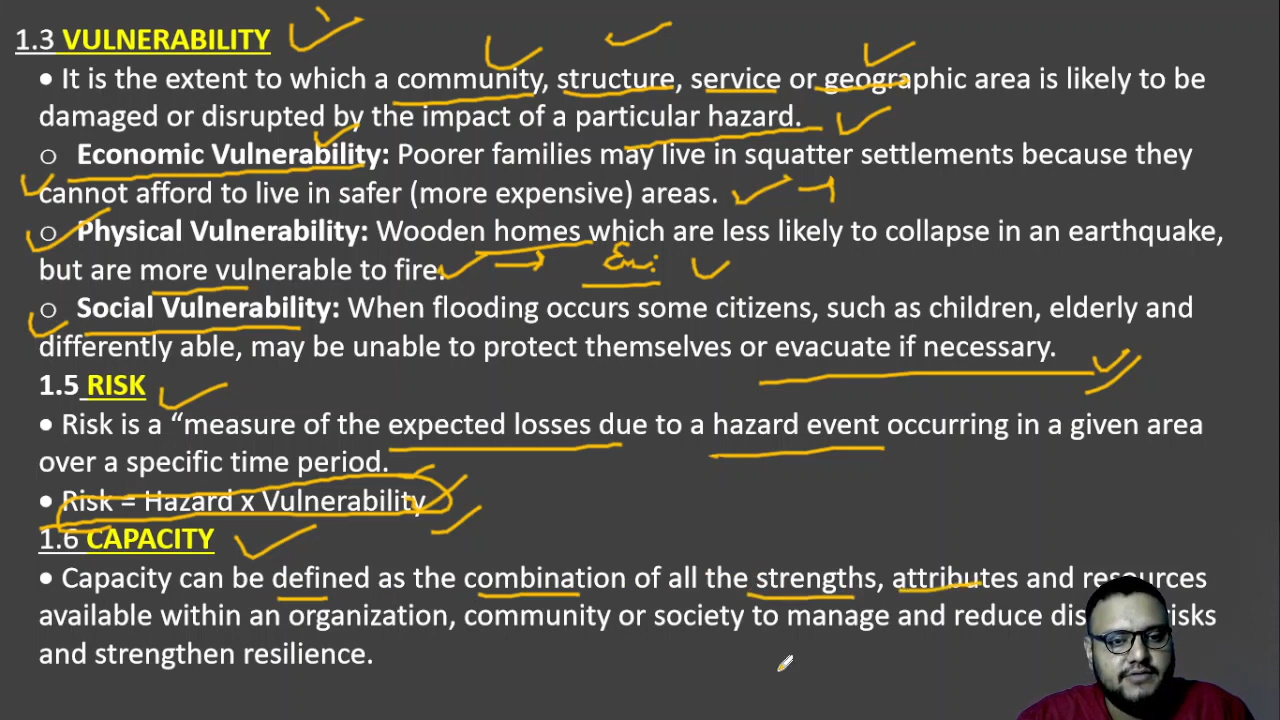 1.3 VULNERABILITY
• It is the extent to which a community, structure, service or geographic area is likely to be
damaged or disrupted by the impact of a particular hazard.
o Economic Vulnerability: Poorer families may live in squatter settlements because they
cannot afford to live in safer (more expensive) areas.
o Physical Vulnerability: Wooden homes which are less likely to collapse in an earthquake,
but are more vulnerable to fire.
o Social Vulnerability: When flooding occurs some citizens, such as children, elderly and
differently able, may be unable to protect themselves or evacuate if necessary.
1.5 RISK
• Risk is a “measure of the expected losses due to a hazard event occurring in a given area
over a specific time period.
• Risk = Hazard x Vulnerability
1.6 CAPACITY
• Capacity can be defined as the combination of all the strengths, attributes and resources
available within an organization, community or society to manage and reduce disaster risks
and strengthen resilience.